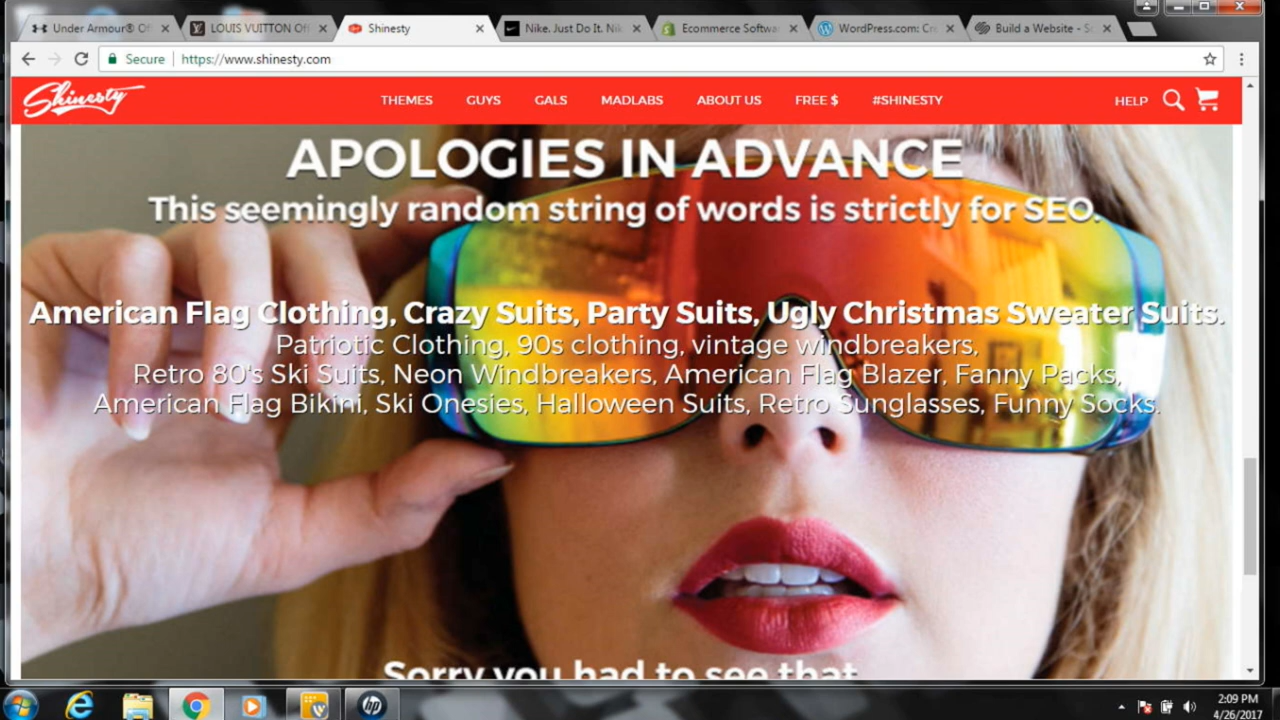 Under Armour® Of
LOUIS VUITTON Offi
Shinesty
Nike. Just Do It. Nik
Ecommerce Softwa
WordPress.com: Cr
Build a Website – S
Secure
https://www.shinesty.com
Shinesty
THEMES
GUYS
GALS
MADLABS
ABOUT US
FREE $
#SHINESTY
HELP
APOLOGIES IN ADVANCE
This seemingly random string of words is strictly for SEO.
American Flag Clothing, Crazy Suits, Party Suits, Ugly Christmas Sweater Suits.
Patriotic Clothing, 90s clothing, vintage windbreakers,
Retro 80's Ski Suits, Neon Windbreakers, American Flag Blazer, Fanny Packs,
American Flag Bikini, Ski Onesies, Halloween Suits, Retro Sunglasses, Funny Socks.
Sorry you had to see that
hp
2:09 PM
4/26/2017